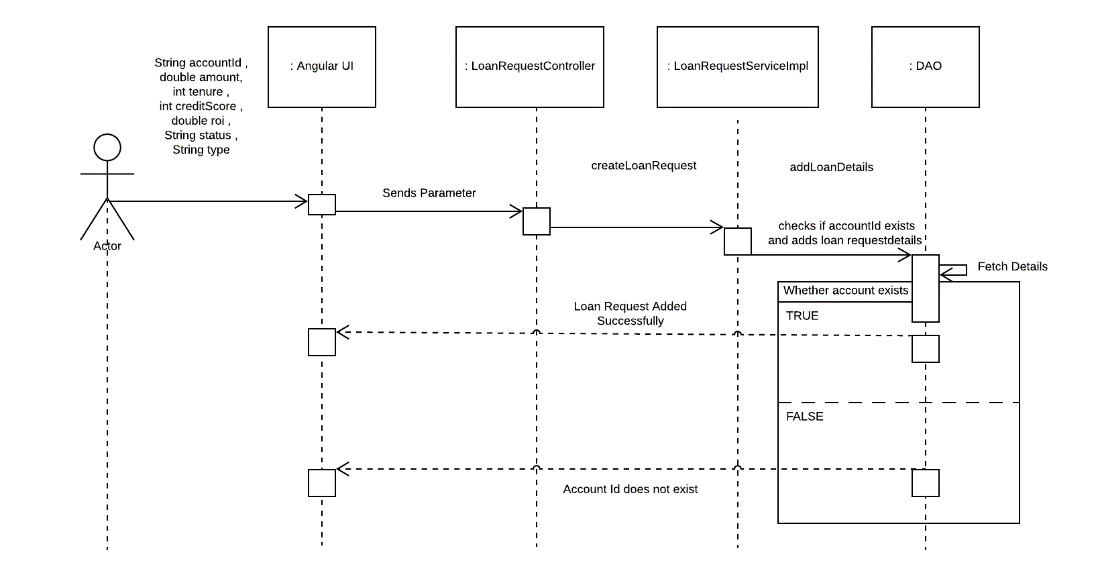 String accountId ,
double amount,
int tenure ,
int creditScore ,
double roi ,
String status ,
String type
: Angular UI
: LoanRequestController
: LoanRequestServiceImpl
: DAO
Actor
Sends Parameter
createLoanRequest
addLoanDetails
checks if accountId exists
and adds loan requestdetails
Fetch Details
Whether account exists
TRUE
Loan Request Added
Successfully
FALSE
Account Id does not exist